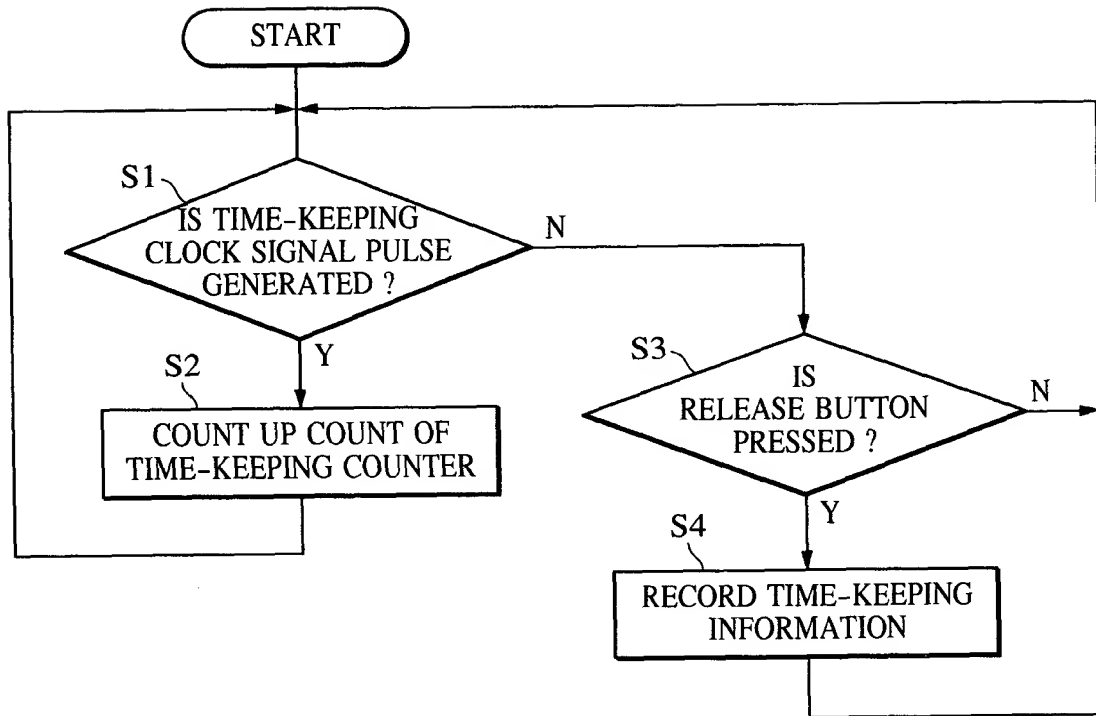 START
S1
IS TIME-KEEPING
CLOCK SIGNAL PULSE
GENERATED ?
N
Y
S2
COUNT UP COUNT OF
TIME-KEEPING COUNTER
S3
IS
RELEASE BUTTON
PRESSED ?
N
Y
S4
RECORD TIME-KEEPING
INFORMATION